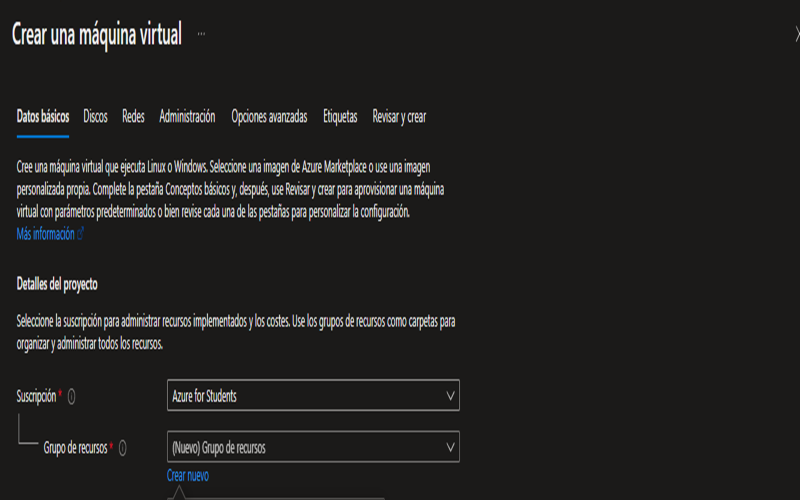 Crear una máquina virtual ...
Datos básicos Discos Redes Administración Opciones avanzadas Etiquetas Revisar y crear
Cree una máquina virtual que ejecuta Linux o Windows. Seleccione una imagen de Azure Marketplace o use una imagen
personalizada propia. Complete la pestaña Conceptos básicos y, después, use Revisar y crear para aprovisionar una máquina
virtual con parámetros predeterminados o bien revise cada una de las pestañas para personalizar la configuración.
Más información
Detalles del proyecto
Seleccione la suscripción para administrar recursos implementados y los costes. Use los grupos de recursos como carpetas para
organizar y administrar todos los recursos.
Suscripción * Azure for Students
Grupo de recursos * (Nuevo) Grupo de recursos
Crear nuevo